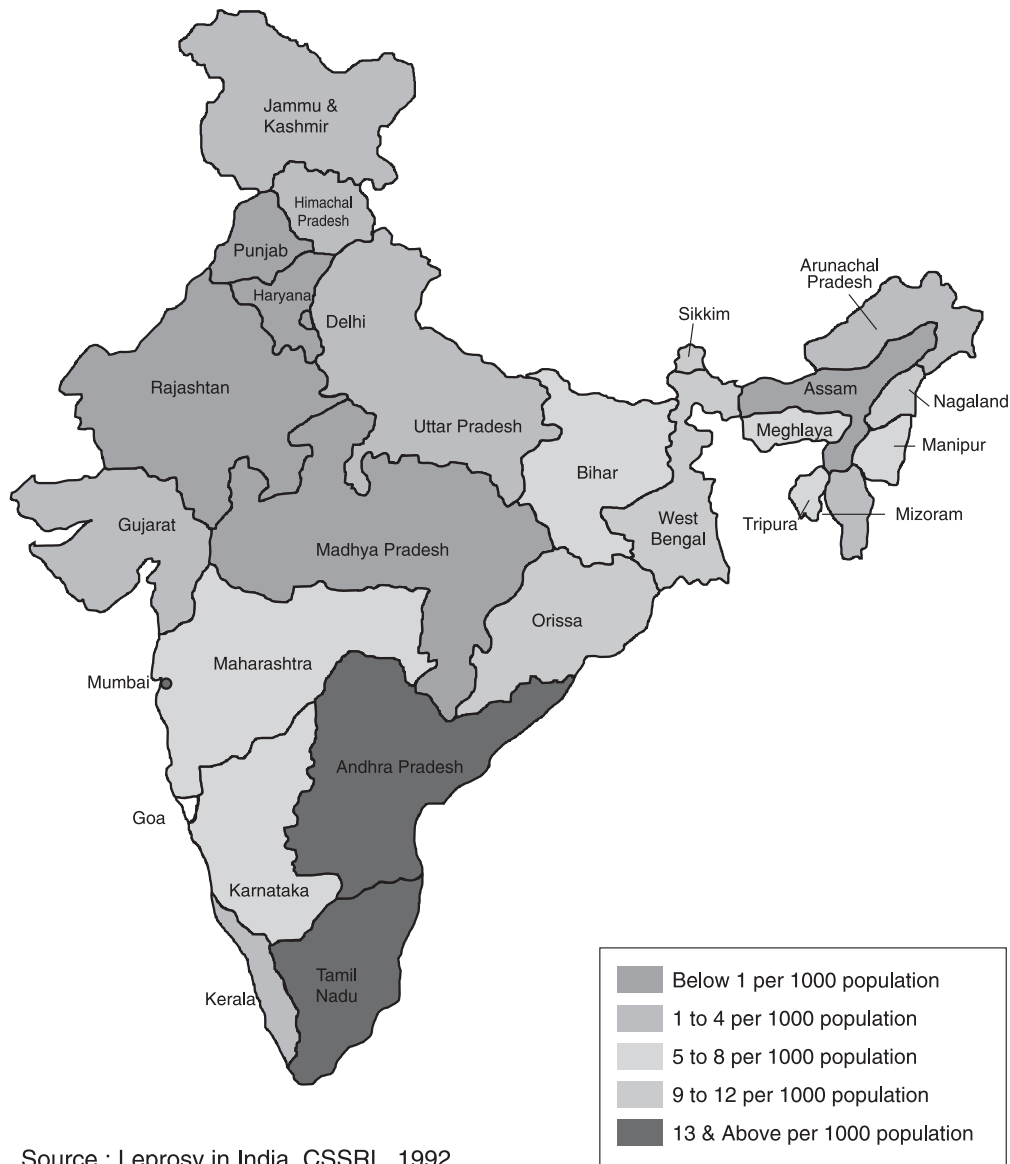 Jammu &
Kashmir
Himachal
Pradesh
Punjab
Haryana
Delhi
Arunachal
Pradesh
Sikkim
Rajashtan
Uttar Pradesh
Assam
Nagaland
Meghlaya
Manipur
Bihar
Gujarat
West
Bengal
Tripura
Mizoram
Madhya Pradesh
Orissa
Maharashtra
Mumbai
Andhra Pradesh
Goa
Karnataka
Tamil
Nadu
Kerala
Below 1 per 1000 population
1 to 4 per 1000 population
5 to 8 per 1000 population
9 to 12 per 1000 population
13 & Above per 1000 population
Source : Leprosy in India, CSSRI, 1992